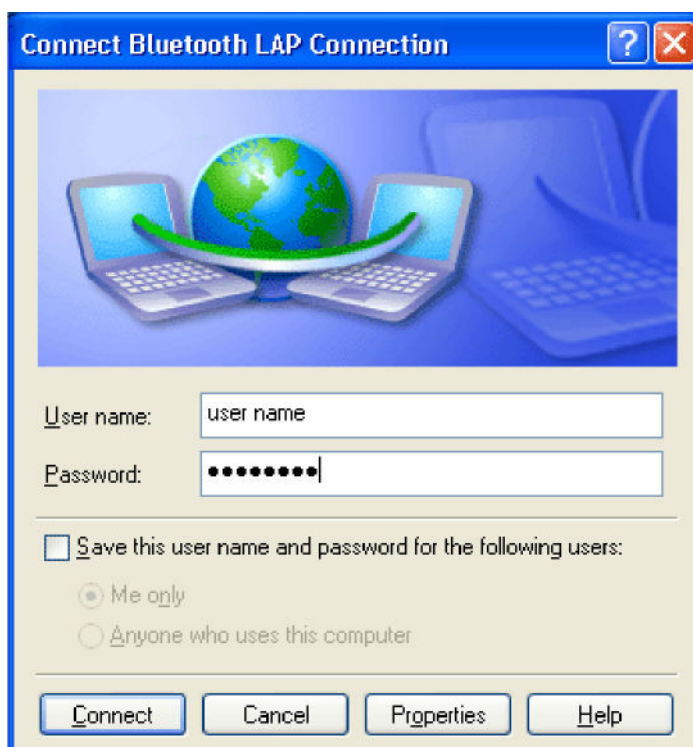 Connect Bluetooth LAP Connection
User name:
user name
Password:
••••••••
Save this user name and password for the following users:
Me only
Anyone who uses this computer
Connect Cancel Properties Help